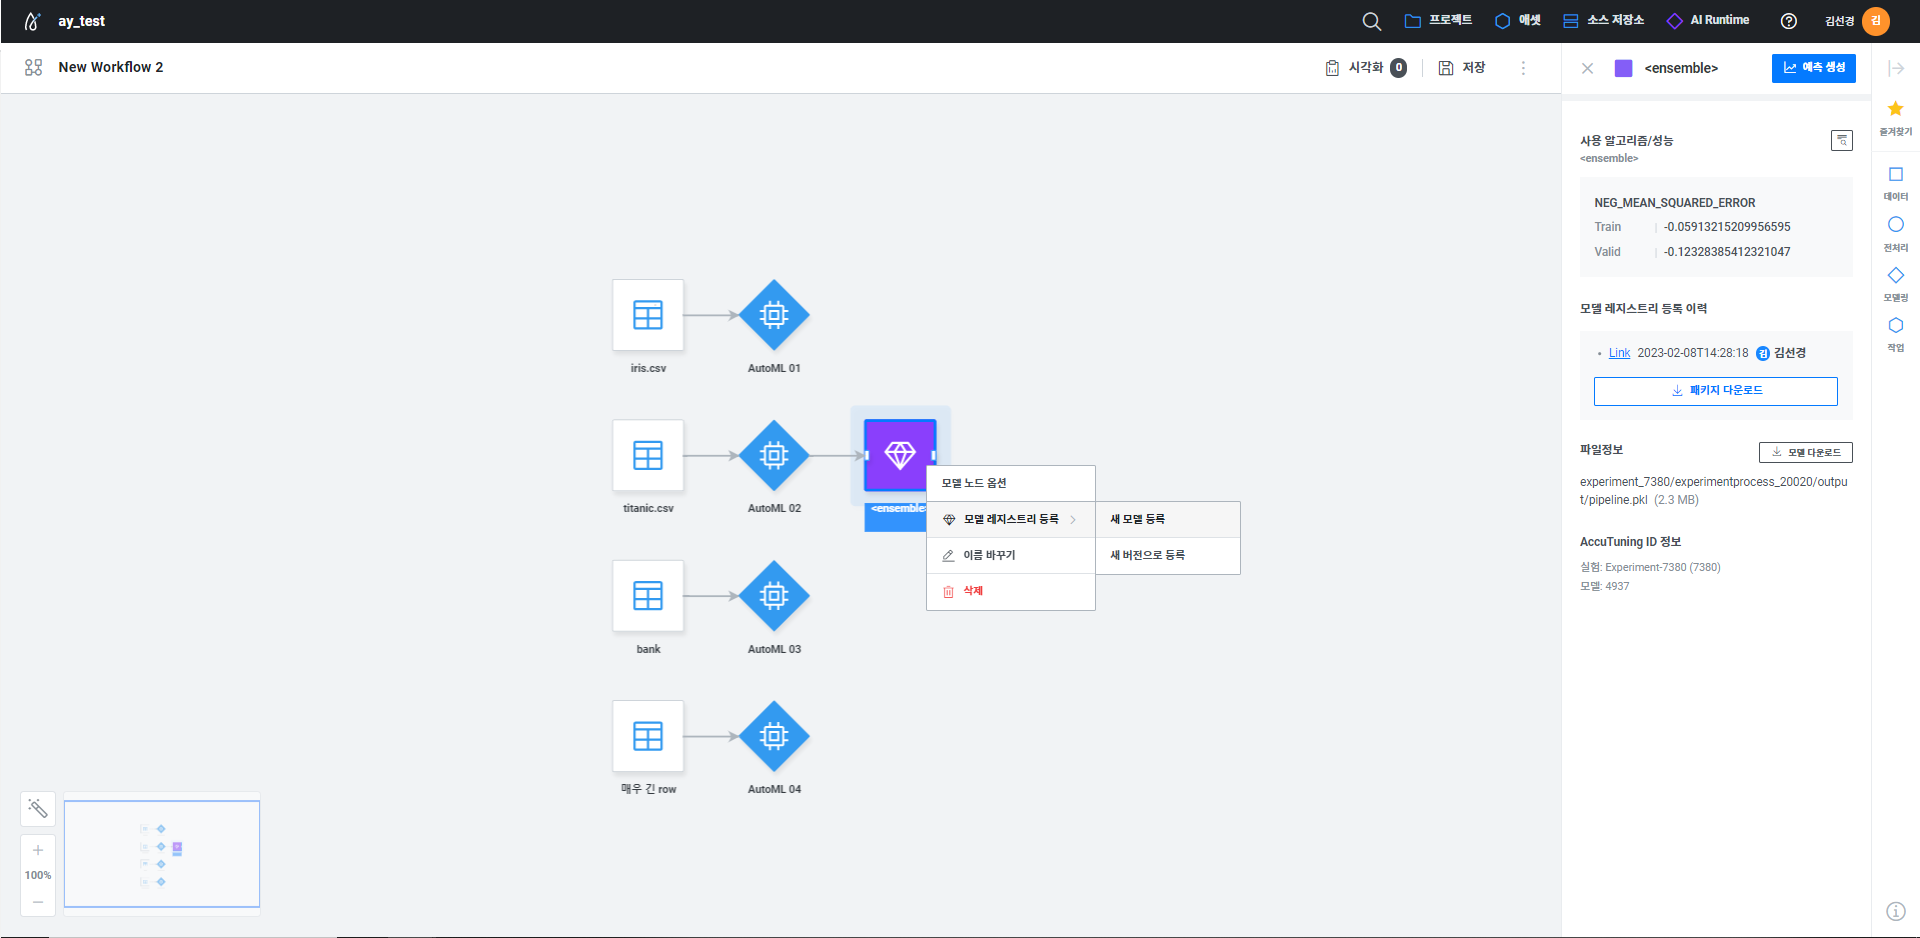 ay_test
프로젝트
에셋
소스 저장소
AI Runtime
김선경
김
New Workflow 2
시각화
0
저장
<ensemble>
예측 생성
즐겨찾기
데이터
전처리
모델링
작업
사용 알고리즘/성능
<ensemble>
NEG_MEAN_SQUARED_ERROR
Train
-0.05913215209956595
Valid
-0.12328385412321047
모델 레지스트리 등록 이력
• Link 2023-02-08T14:28:18 김 김선경
패키지 다운로드
파일정보
모델 다운로드
experiment_7380/experimentprocess_20020/outpu
t/pipeline.pkl (2.3 MB)
AccuTuning ID 정보
실험: Experiment-7380 (7380)
모델: 4937
iris.csv
AutoML 01
titanic.csv
AutoML 02
<ensemble>
모델 노드 옵션
모델 레지스트리 등록
새 모델 등록
이름 바꾸기
새 버전으로 등록
삭제
bank
AutoML 03
매우 긴 row
AutoML 04
+
100%
−